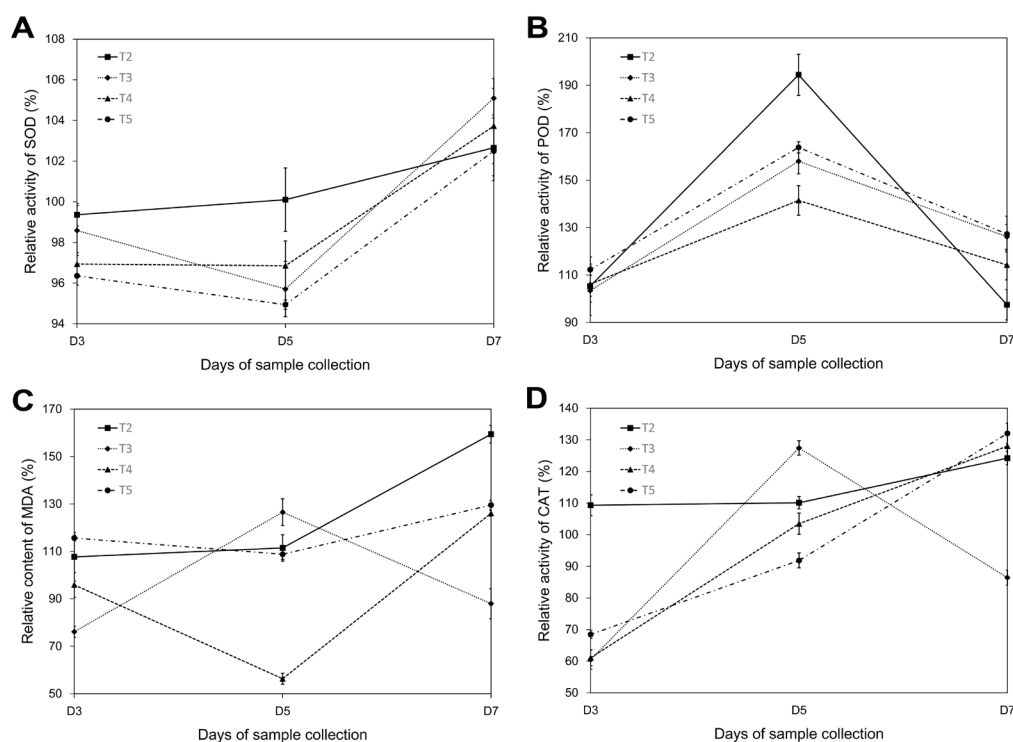 A
Relative activity of SOD (%)
108
106
104
102
100
98
96
94
T2
T3
T4
T5
D3
D5
D7
Days of sample collection
B
Relative activity of POD (%)
210
190
170
150
130
110
90
T2
T3
T4
T5
D3
D5
D7
Days of sample collection
C
Relative content of MDA (%)
170
150
130
110
90
70
50
T2
T3
T4
T5
D3
D5
D7
Days of sample collection
D
Relative activity of CAT (%)
140
130
120
110
100
90
80
70
60
50
T2
T3
T4
T5
D3
D5
D7
Days of sample collection